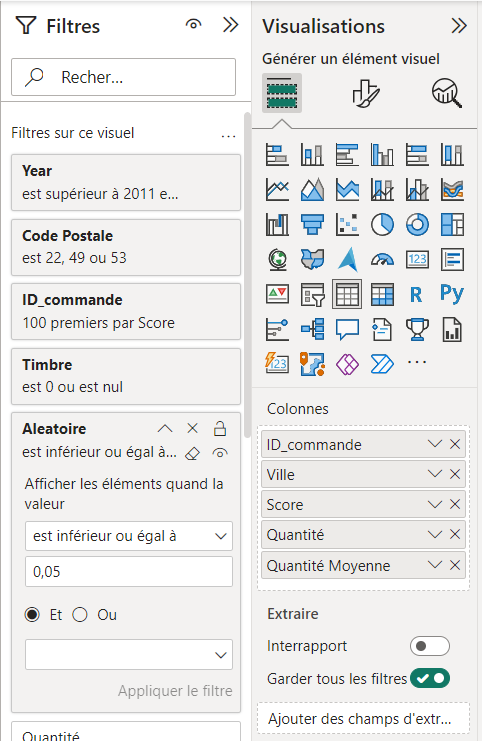 Filtres
Recher...
Filtres sur ce visuel
...
Year
est supérieur à 2011 e...
Code Postale
est 22, 49 ou 53
ID_commande
100 premiers par Score
Timbre
est 0 ou est nul
Aleatoire
est inférieur ou égal à...
Afficher les éléments quand la
valeur
est inférieur ou égal à
0,05
Et
Ou
Appliquer le filtre
Quantité
Visualisations
Générer un élément visuel
123
R
Py
123
...
Colonnes
ID_commande
Ville
Score
Quantité
Quantité Moyenne
Extraire
Interrapport
Garder tous les filtres
Ajouter des champs d'extr...